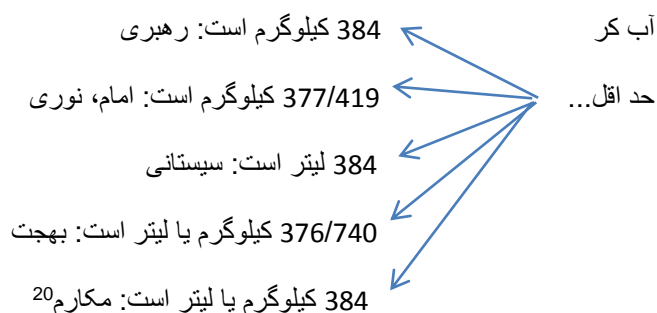 آب کر
384 کیلوگرم است: رهبری
حد اقل...
377/419 کیلوگرم است: امام، نوری
384 لیتر است: سیستانی
376/740 کیلوگرم یا لیتر است: بهجت
384 کیلوگرم یا لیتر است: مکارم20